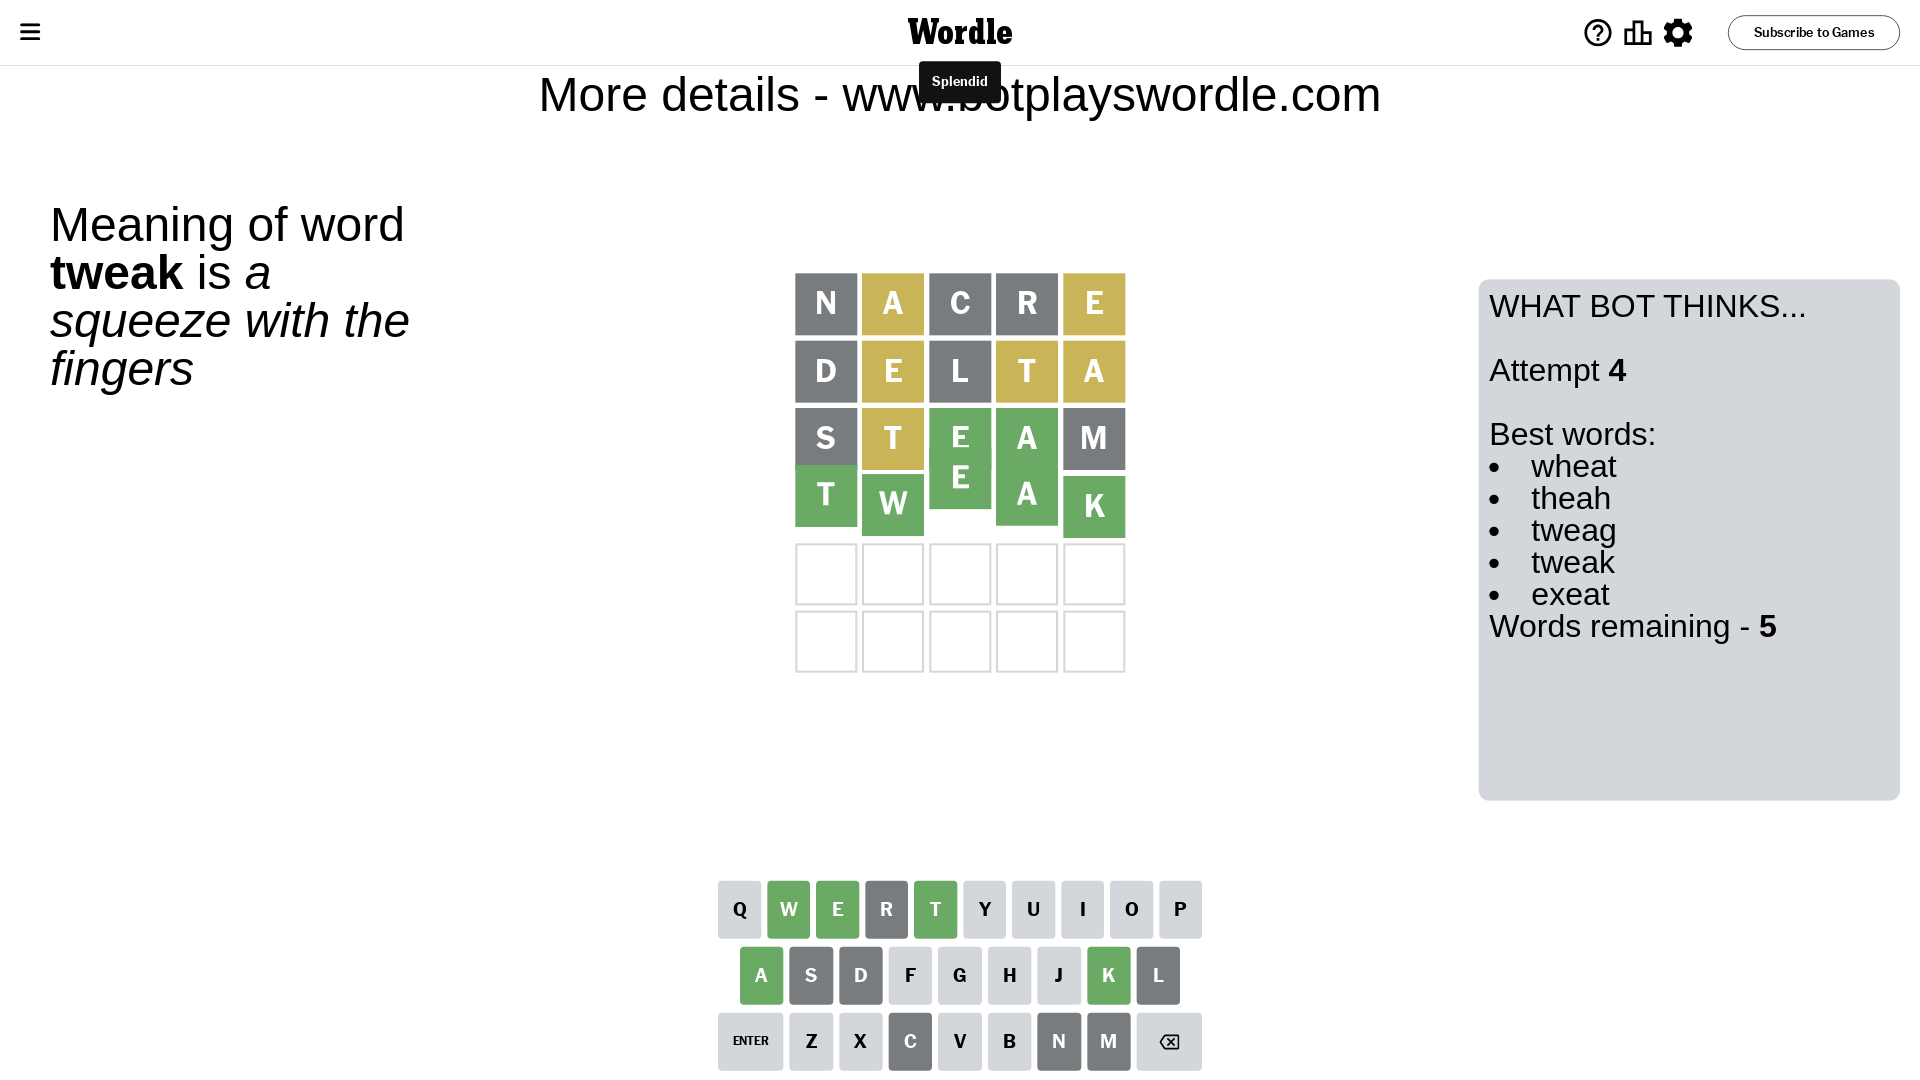 Wordle
Subscribe to Games
Splendid
More details - www.botplayswordle.com
Meaning of word
tweak is a
squeeze with the
fingers
N A C R E
D E L T A
S T E A M
T W E A K
WHAT BOT THINKS...
Attempt 4
Best words:
• wheat
• theah
• tweag
• tweak
• exeat
Words remaining - 5
Q W E R T Y U I O P
A S D F G H J K L
ENTER Z X C V B N M